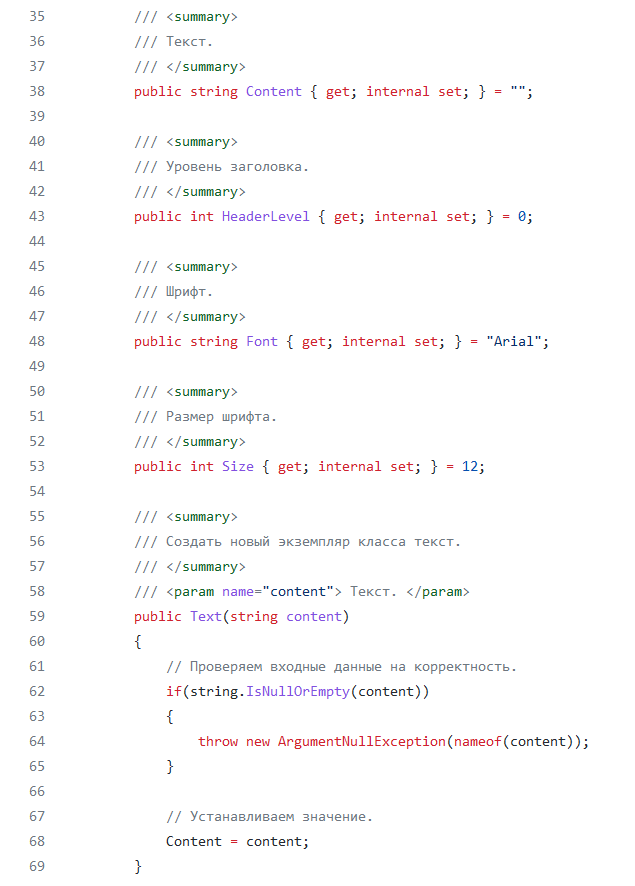 35 /// <summary>
36 /// Текст.
37 /// </summary>
38 public string Content { get; internal set; } = "";
39
40 /// <summary>
41 /// Уровень заголовка.
42 /// </summary>
43 public int HeaderLevel { get; internal set; } = 0;
44
45 /// <summary>
46 /// Шрифт.
47 /// </summary>
48 public string Font { get; internal set; } = "Arial";
49
50 /// <summary>
51 /// Размер шрифта.
52 /// </summary>
53 public int Size { get; internal set; } = 12;
54
55 /// <summary>
56 /// Создать новый экземпляр класса текст.
57 /// </summary>
58 /// <param name="content"> Текст. </param>
59 public Text(string content)
60 {
61 // Проверяем входные данные на корректность.
62 if(string.IsNullOrEmpty(content))
63 {
64 throw new ArgumentNullException(nameof(content));
65 }
66
67 // Устанавливаем значение.
68 Content = content;
69 }